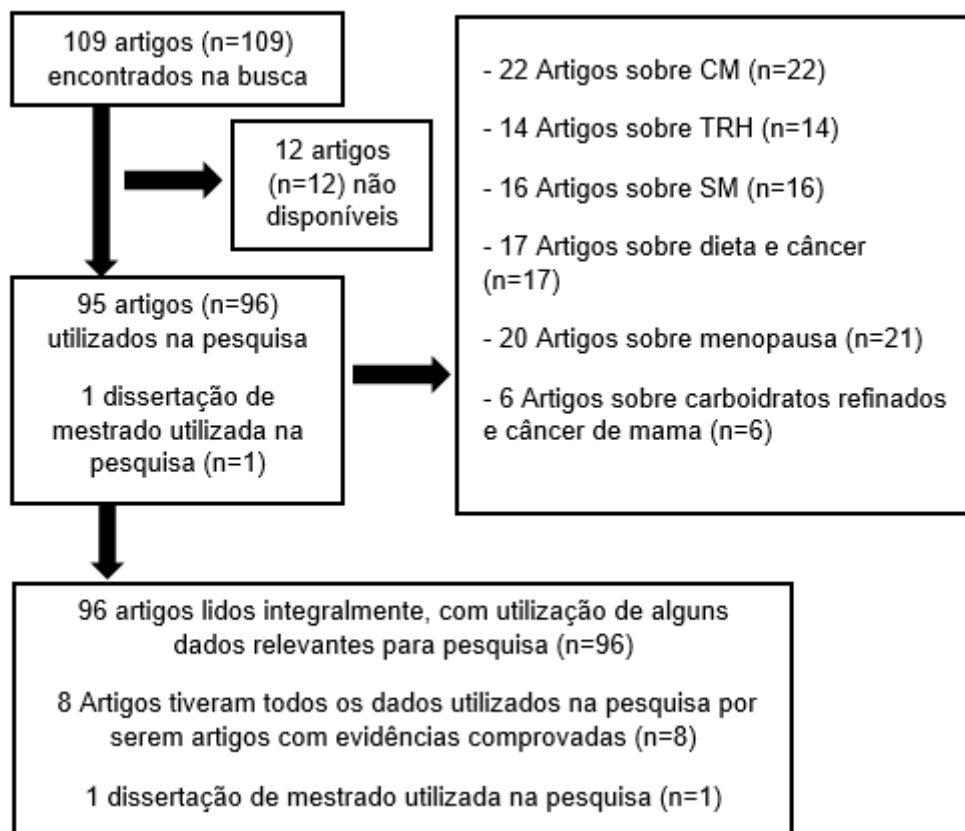 109 artigos (n=109)
encontrados na busca
12 artigos
(n=12) não
disponíveis
95 artigos (n=96)
utilizados na pesquisa
1 dissertação de
mestrado utilizada na
pesquisa (n=1)
- 22 Artigos sobre CM (n=22)
- 14 Artigos sobre TRH (n=14)
- 16 Artigos sobre SM (n=16)
- 17 Artigos sobre dieta e câncer
(n=17)
- 20 Artigos sobre menopausa (n=21)
- 6 Artigos sobre carboidratos refinados
e câncer de mama (n=6)
96 artigos lidos integralmente, com utilização de alguns
dados relevantes para pesquisa (n=96)
8 Artigos tiveram todos os dados utilizados na pesquisa por
serem artigos com evidências comprovadas (n=8)
1 dissertação de mestrado utilizada na pesquisa (n=1)